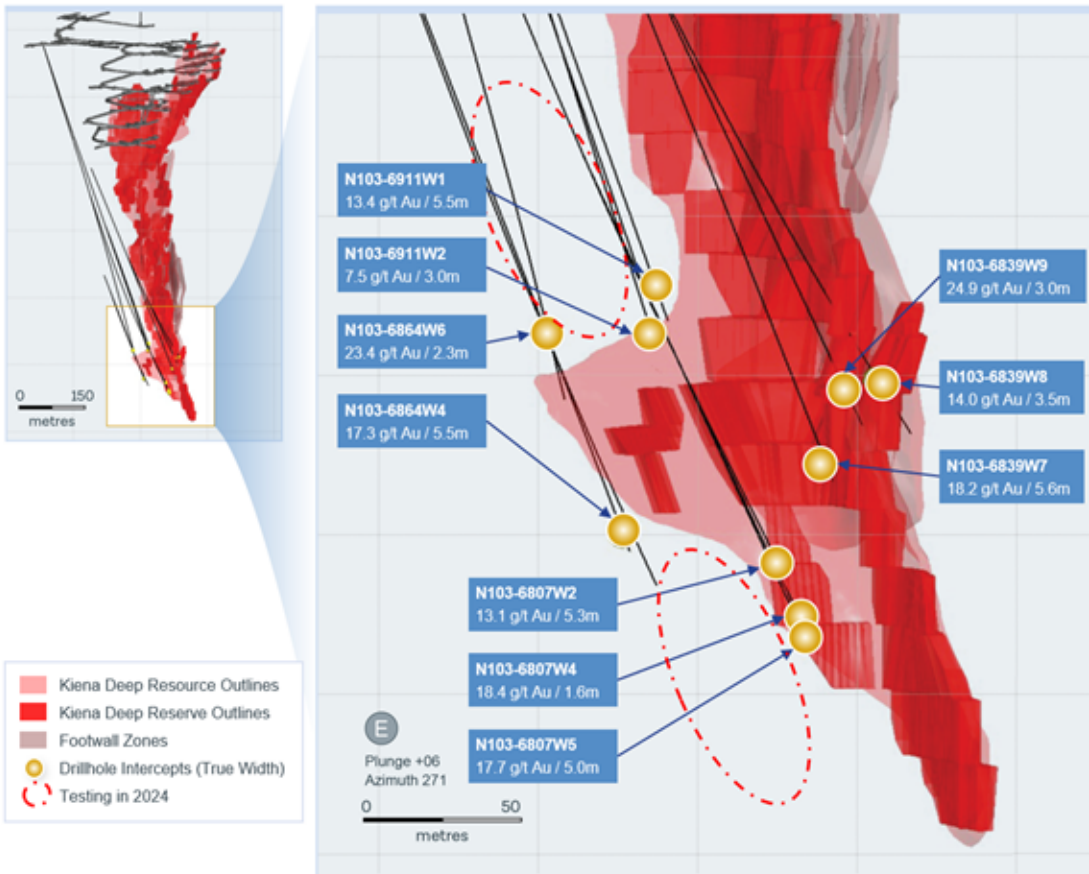 0 150
metres
Kiena Deep Resource Outlines
Kiena Deep Reserve Outlines
Footwall Zones
Drillhole Intercepts (True Width)
Testing in 2024
N103-6911W1
13.4 g/t Au / 5.5m
N103-6911W2
7.5 g/t Au / 3.0m
N103-6864W6
23.4 g/t Au / 2.3m
N103-6864W4
17.3 g/t Au / 5.5m
N103-6839W9
24.9 g/t Au / 3.0m
N103-6839W8
14.0 g/t Au / 3.5m
N103-6839W7
18.2 g/t Au / 5.6m
N103-6807W2
13.1 g/t Au / 5.3m
N103-6807W4
18.4 g/t Au / 1.6m
N103-6807W5
17.7 g/t Au / 5.0m
E
Plunge +06
Azimuth 271
0 50
metres